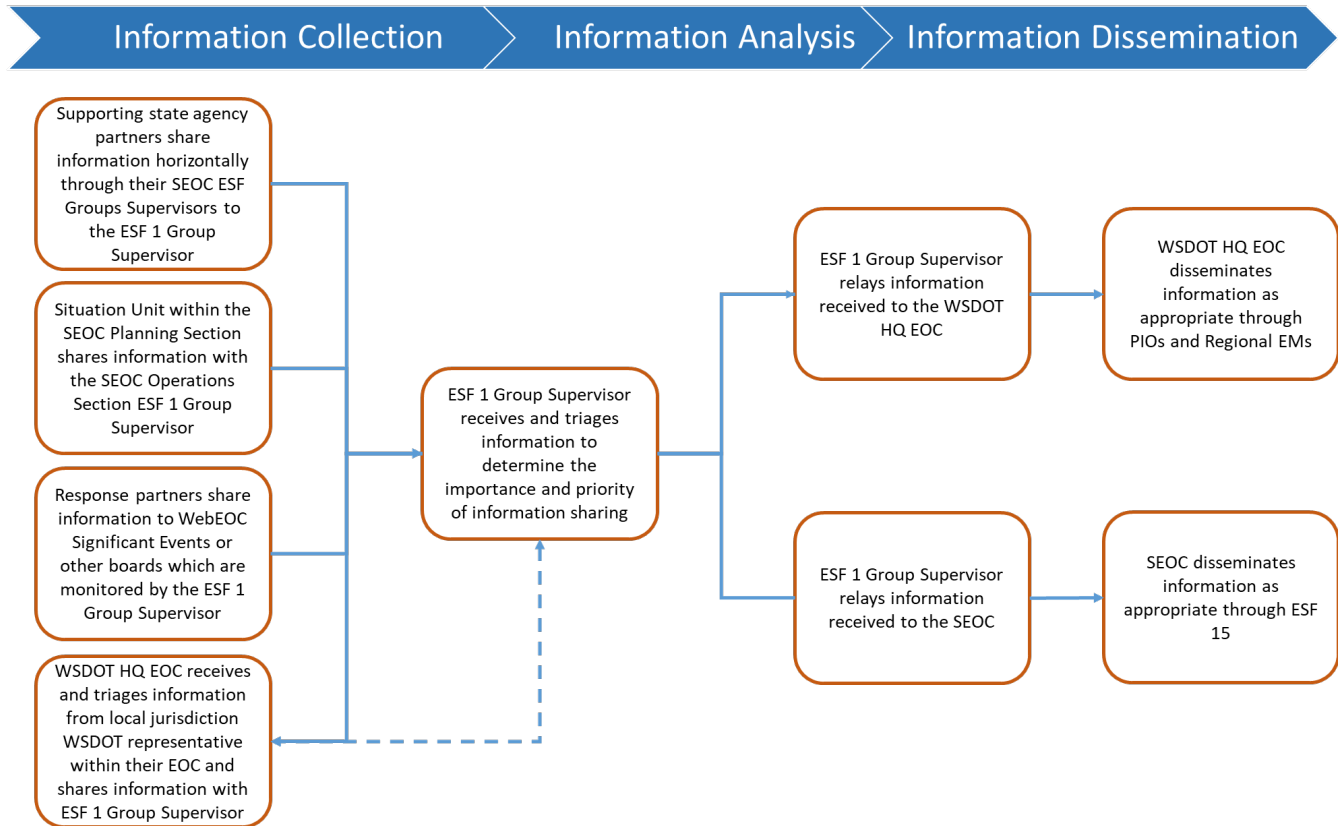 Information Collection
Information Analysis
Information Dissemination
Supporting state agency
partners share
information horizontally
through their SEOC ESF
Groups Supervisors to
the ESF 1 Group
Supervisor
Situation Unit within the
SEOC Planning Section
shares information with
the SEOC Operations
Section ESF 1 Group
Supervisor
Response partners share
information to WebEOC
Significant Events or
other boards which are
monitored by the ESF 1
Group Supervisor
WSDOT HQ EOC receives
and triages information
from local jurisdiction
WSDOT representative
within their EOC and
shares information with
ESF 1 Group Supervisor
ESF 1 Group Supervisor
receives and triages
information to
determine the
importance and priority
of information sharing
ESF 1 Group Supervisor
relays information
received to the WSDOT
HQ EOC
WSDOT HQ EOC
disseminates
information as
appropriate through
PIOs and Regional EMs
ESF 1 Group Supervisor
relays information
received to the SEOC
SEOC disseminates
information as
appropriate through ESF
15